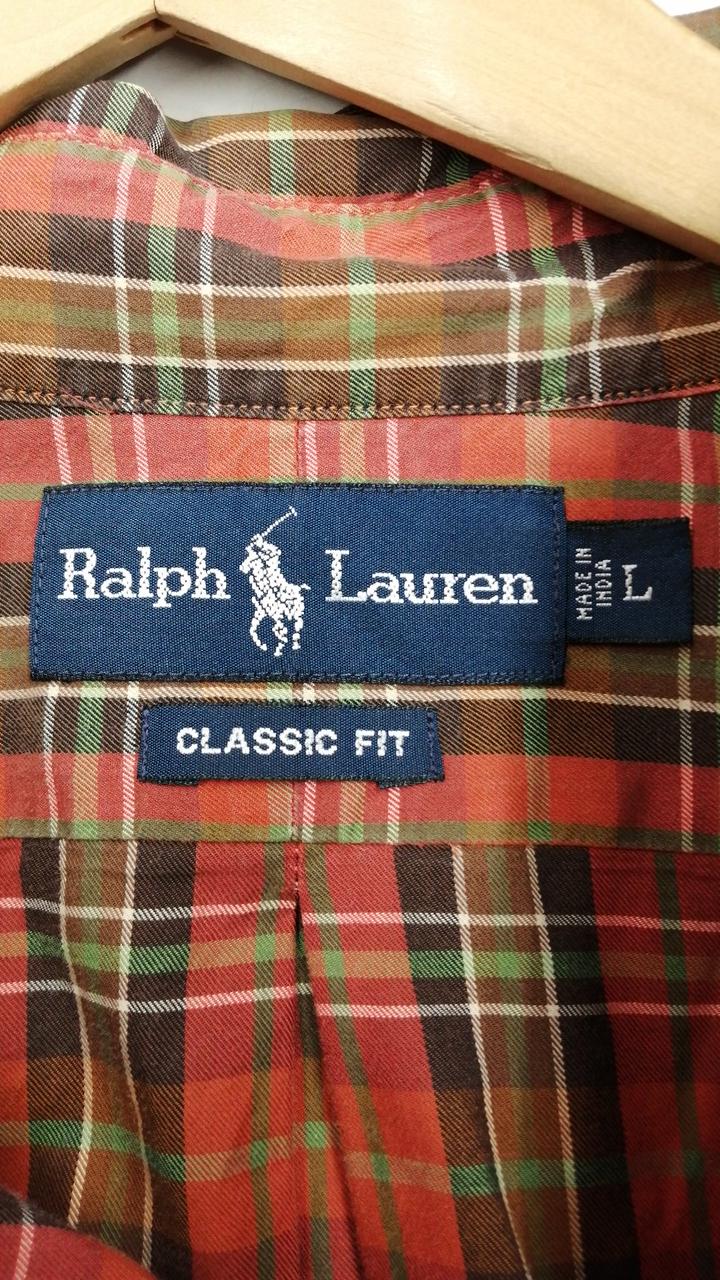 Ralph Lauren
MADE IN
INDIA
L
CLASSIC FIT